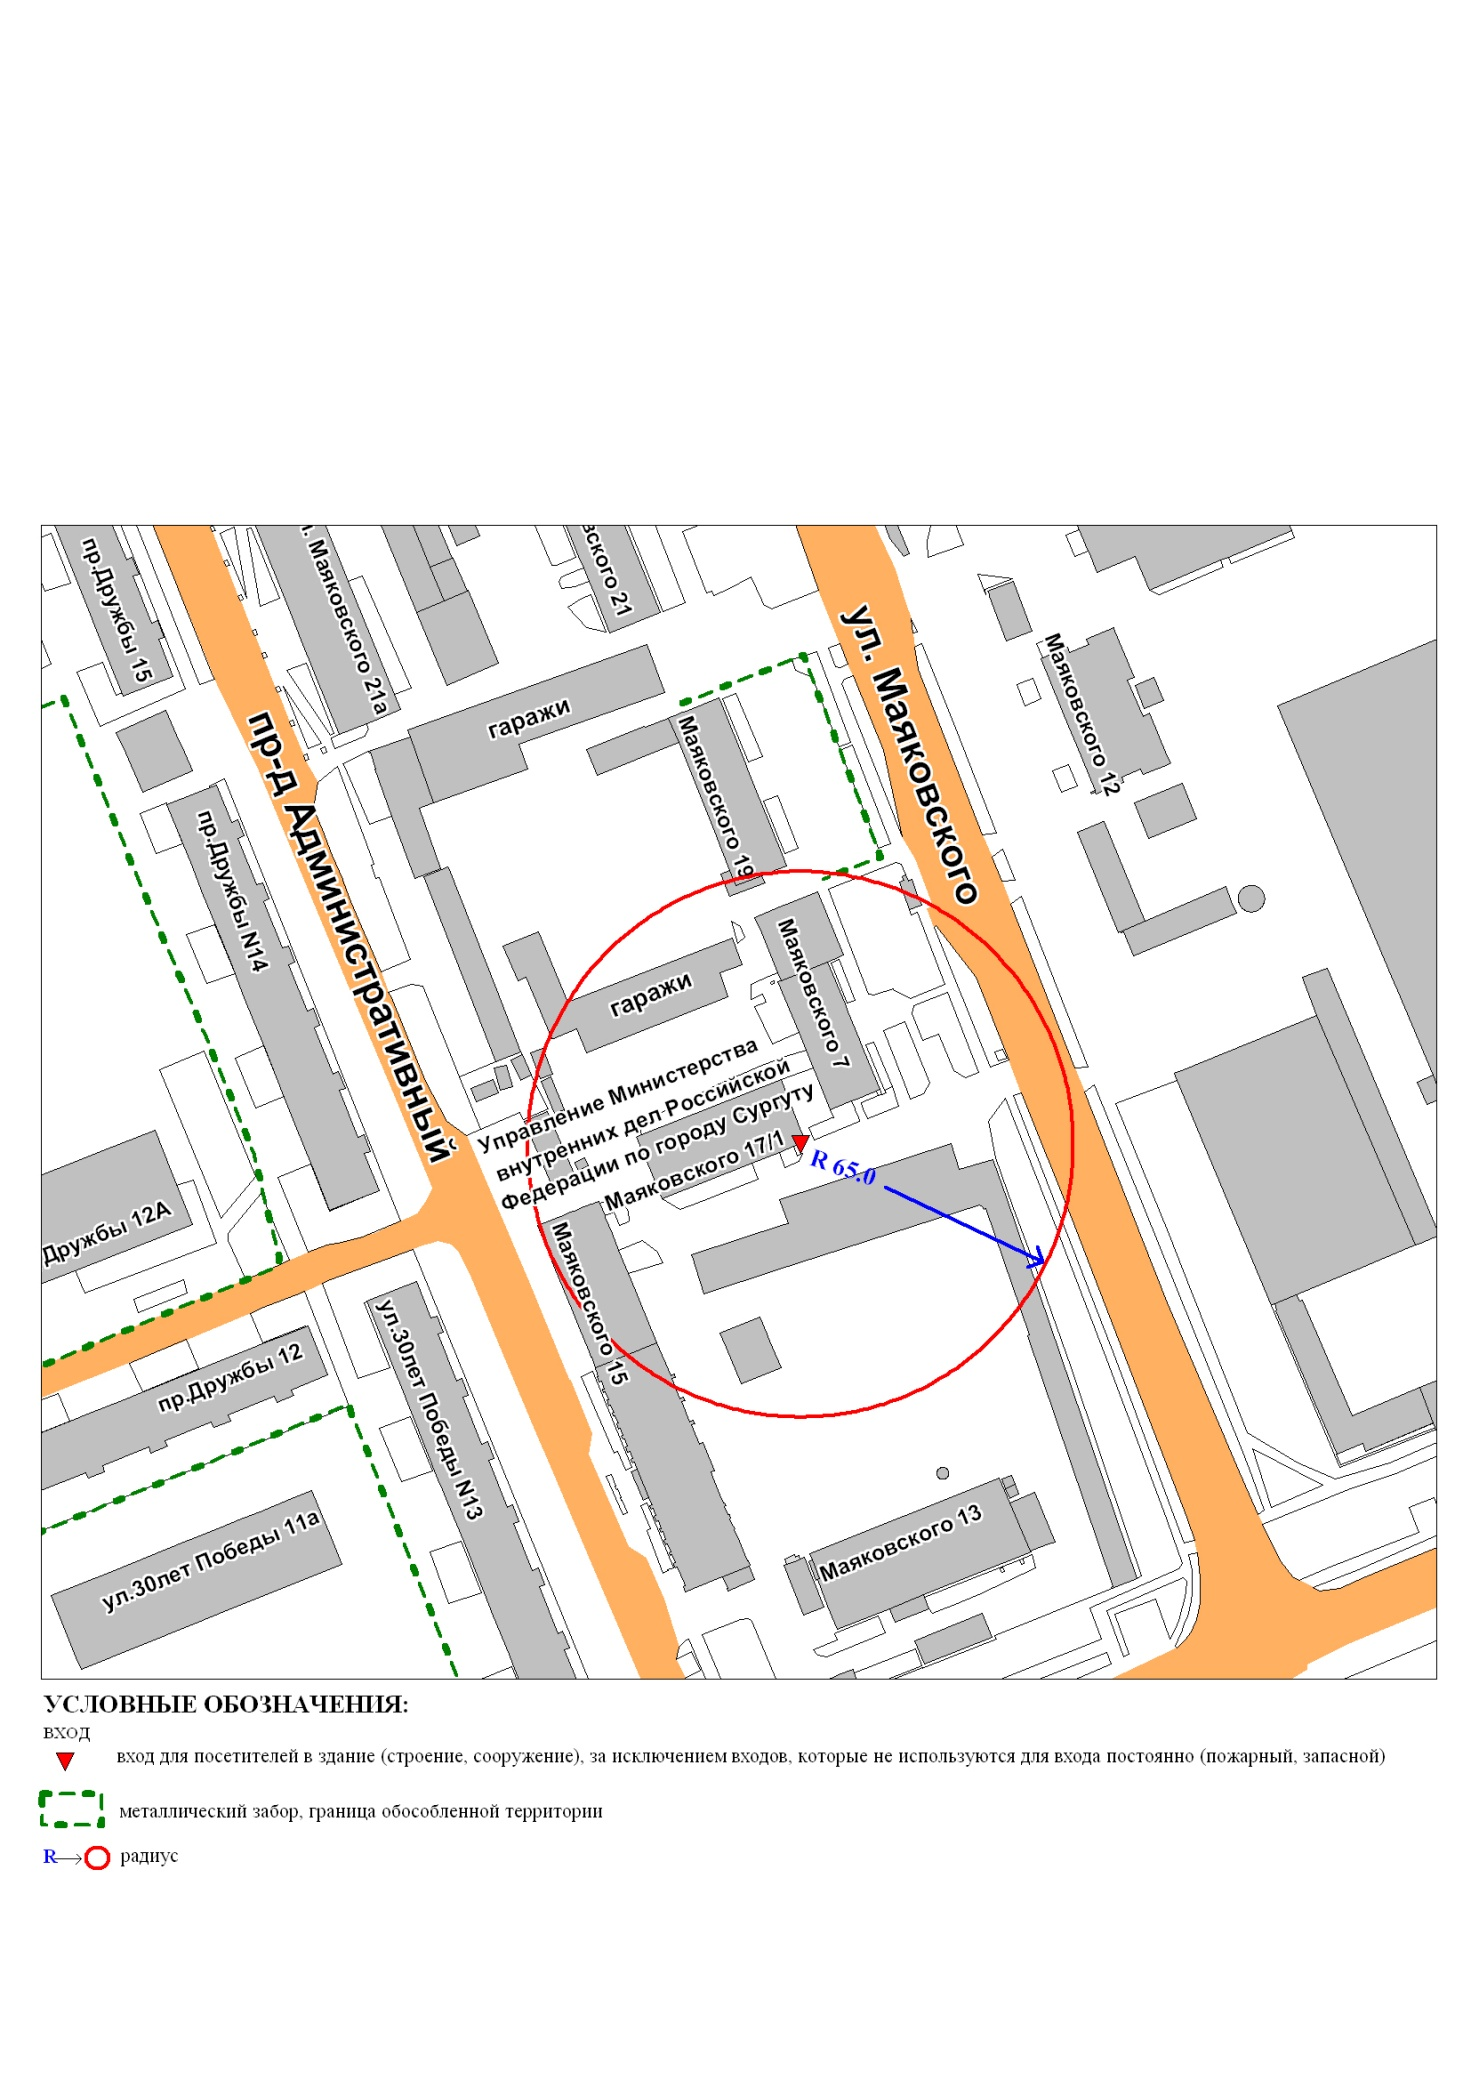 пр.Дружбы 15
л. Маяковского 21а
вского 21
ул. Маяковского
Маяковского 12
гаражи
Маяковского 19
пр-д Административный
пр.Дружбы N14
гаражи
Маяковского 7
Управление Министерства
внутренних дел Российской
Федерации по городу Сургуту
Маяковского 17/1
R 65.0
Дружбы 12А
Маяковского 15
пр.Дружбы 12
ул.30лет Победы N13
ул.30лет Победы 11а
Маяковского 13
УСЛОВНЫЕ ОБОЗНАЧЕНИЯ:
ВХОД
вход для посетителей в здание (строение, сооружение), за исключением входов, которые не используются для входа постоянно (пожарный, запасной)
металлический забор, граница обособленной территории
R
радиус